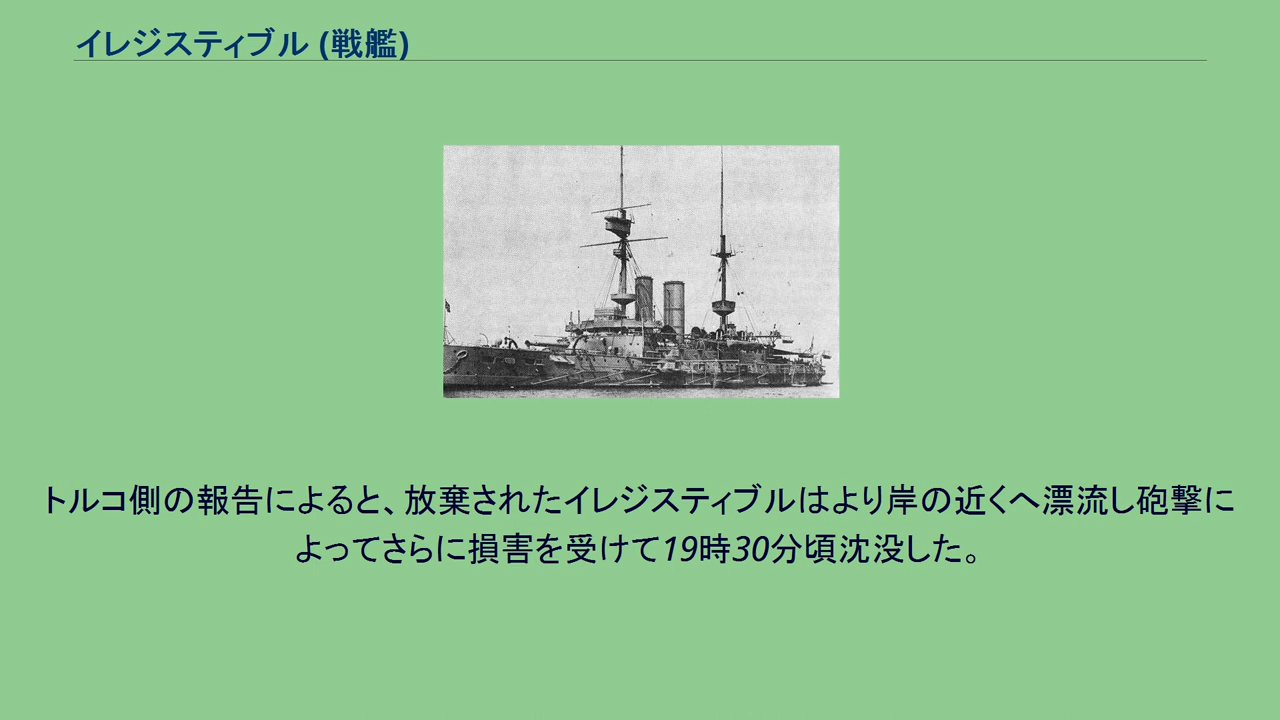 イレジスティブル (戦艦)
トルコ側の報告によると、放棄されたイレジスティブルはより岸の近くへ漂流し砲撃に
よってさらに損害を受けて19時30分頃沈没した。